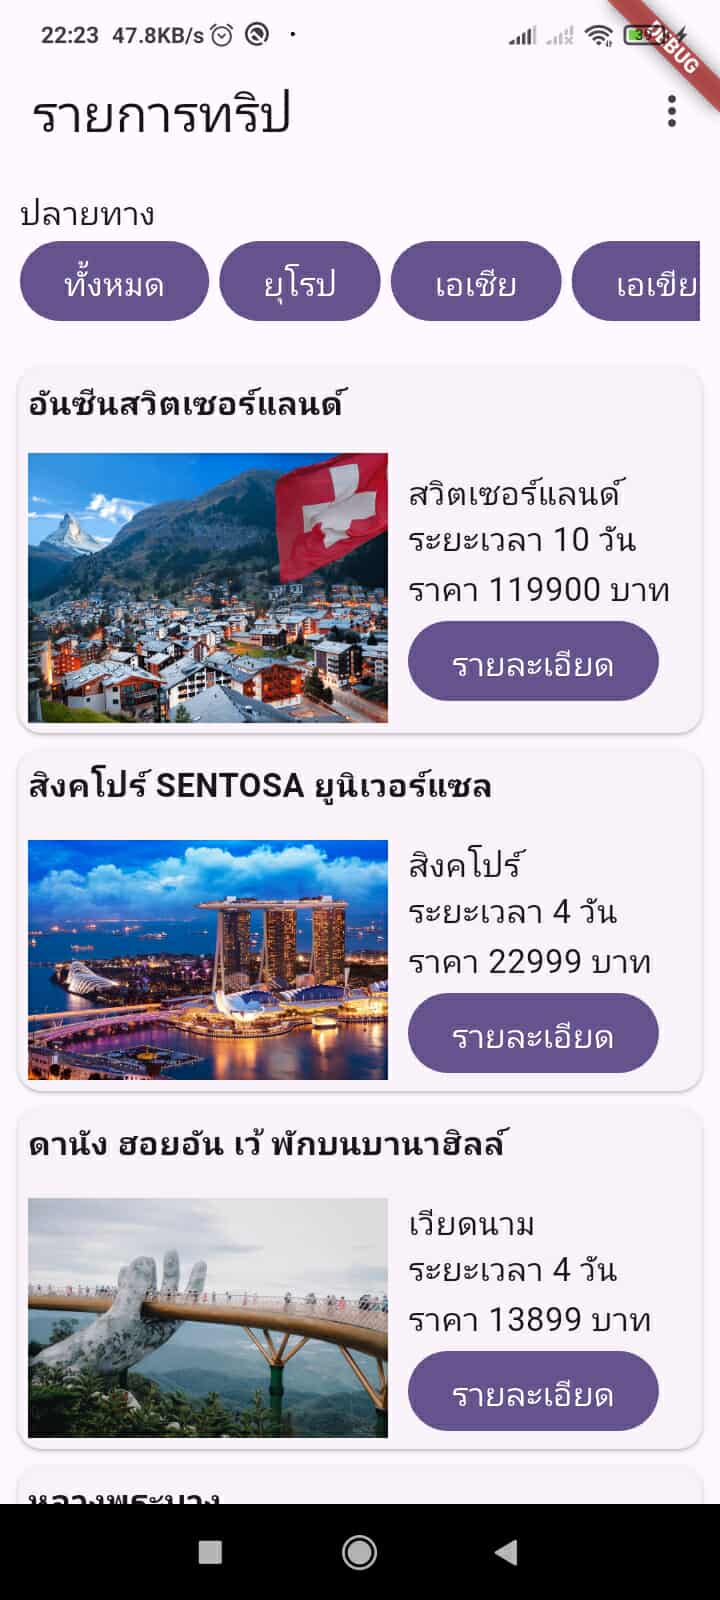 22:23 47.8KB/s
DEBUG
รายการทริป
ปลายทาง
ทั้งหมด
ยุโรป
เอเชีย
เอเชีย
อันซีนสวิตเซอร์แลนด์
สวิตเซอร์แลนด์
ระยะเวลา 10 วัน
ราคา 119900 บาท
รายละเอียด
สิงคโปร์ SENTOSA ยูนิเวอร์แซล
สิงคโปร์
ระยะเวลา 4 วัน
ราคา 22999 บาท
รายละเอียด
ดานัง ฮอยอัน เว้ พักบนบานาฮิลล์
เวียดนาม
ระยะเวลา 4 วัน
ราคา 13899 บาท
รายละเอียด
หลวงพระบาง